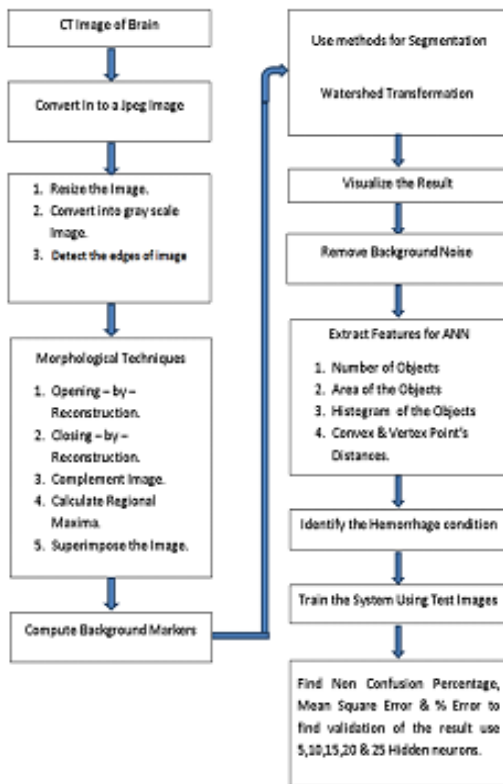 CT Image of Brain
Convert In to a Jpeg Image
1. Resize the Image.
2. Convert into gray scale
Image.
3 Detect the edges of image
Morphological Techniques
1. Opening – by –
Reconstruction.
2. Closing – by –
Reconstruction.
3. Complement Image.
4. Calculate Regional
Maxima.
5. Superimpose the Image.
Compute Background Markers
Use methods for Segmentation
Watershed Transformation
Visualize the Result
Remove Background Noise
Extract Features for ANN
1. Number of Objects
2. Area of the Objects
3. Histogram of the Objects
4. Convex & Vertex Point's
Distances.
Identify the Hemorrhage condition
Train the System Using Test Images
Find Non Confusion Percentage,
Mean Square Error & % Error to
find validation of the result use
5,10,15,20 & 25 Hidden neurons.